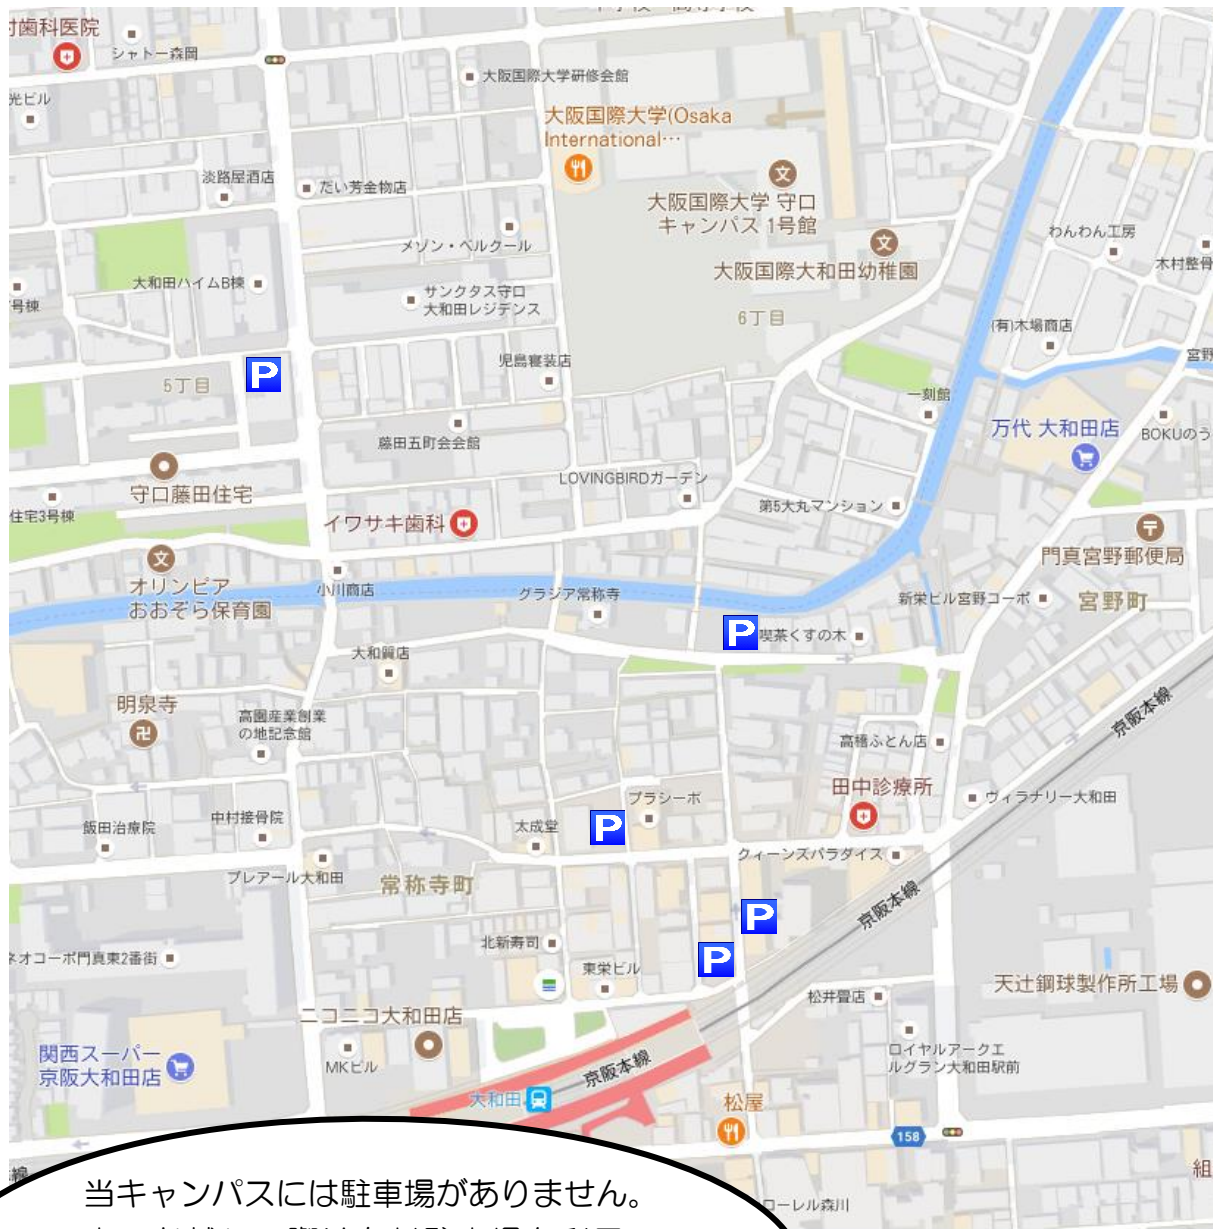 村歯科医院
シャトー森岡
大阪国際大学研修会館
光ビル
大阪国際大学(Osaka
International…
淡路屋酒店
だい芳金物店
大阪国際大学 守口
キャンパス 1号館
わんわん工房
メゾン・ベルクール
木村整骨
大阪国際大和田幼稚園
大和田ハイムB棟
号棟
サンクタス守口
大和田レジデンス
6丁目
(有)木場商店
児島寝装店
宮野
P
5丁目
一刻館
万代 大和田店
BOKUのう
藤田五町会会館
守口藤田住宅
LOVINGBIRDガーデン
住宅3号棟
第5大丸マンション
イワサキ歯科
門真宮野郵便局
オリンピア
おおぞら保育園
小川商店
グラジア常称寺
新栄ビル宮野コーポ
宮野町
P
喫茶くすの木
大和質店
明泉寺
高園産業創業
の地記念館
京阪本線
高橋ふとん店
田中診療所
ヴィラナリー大和田
プラシーボ
飯田治療院
中村接骨院
太成堂
P
クィーンズパラダイス
プレアール大和田
常称寺町
京阪本線
P
北新寿司
P
ネオコーポ門真東2番街
東栄ビル
天辻鋼球製作所工場
松井畳店
ニコニコ大和田店
関西スーパー
京阪大和田店
MKビル
ロイヤルアークエ
ルグラン大和田駅前
京阪本線
大和田
松屋
158
線
組
当キャンパスには駐車場がありません。
ローレル森川